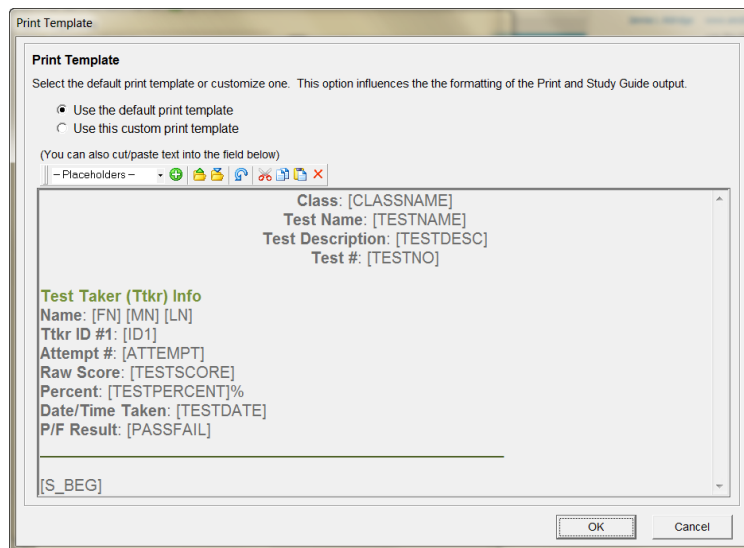 Print Template
Print Template
Select the default print template or customize one. This option influences the the formatting of the Print and Study Guide output.
Use the default print template
Use this custom print template
(You can also cut/paste text into the field below)
– Placeholders –
Class: [CLASSNAME]
Test Name: [TESTNAME]
Test Description: [TESTDESC]
Test #: [TESTNO]
Test Taker (Ttkr) Info
Name: [FN] [MN] [LN]
Ttkr ID #1: [ID1]
Attempt #: [ATTEMPT]
Raw Score: [TESTSCORE]
Percent: [TESTPERCENT]%
Date/Time Taken: [TESTDATE]
P/F Result: [PASSFAIL]
[S_BEG]
OK
Cancel